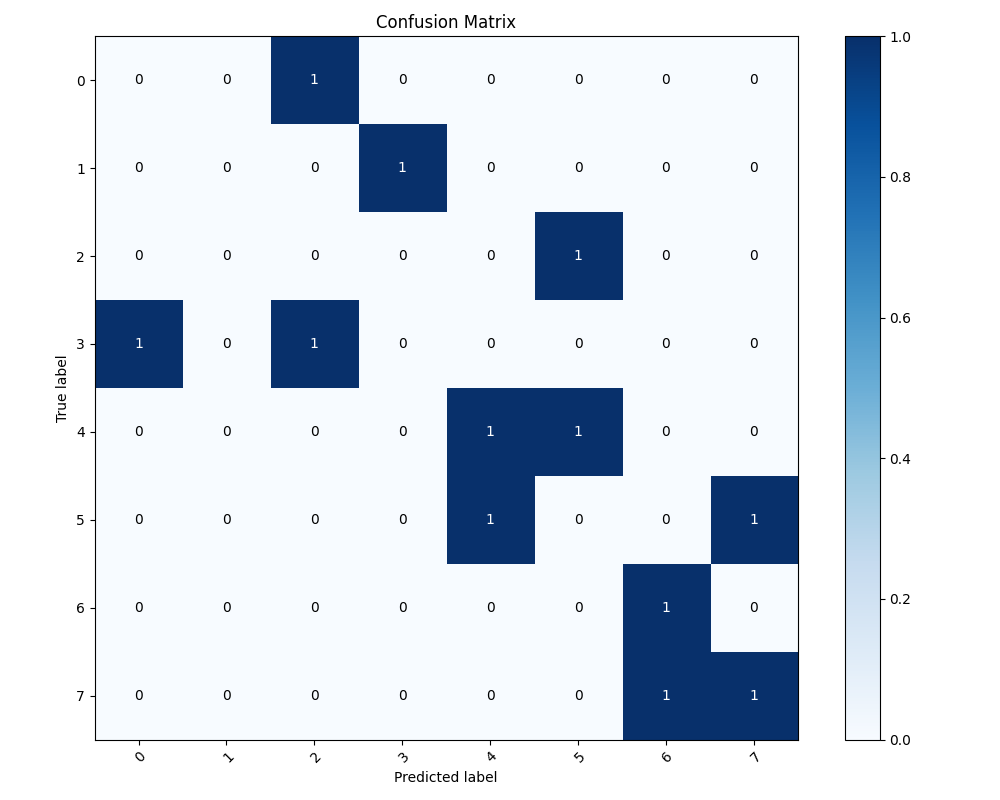 Confusion Matrix
0 0 0 1 0 0 0 0 0
1 0 0 0 1 0 0 0 0
2 0 0 0 0 0 1 0 0
3 1 0 1 0 0 0 0 0
4 0 0 0 0 1 1 0 0
5 0 0 0 0 1 0 0 1
6 0 0 0 0 0 0 1 0
7 0 0 0 0 0 0 1 1
0 1 2 3 4 5 6 7
Predicted label
True label
1.0
0.8
0.6
0.4
0.2
0.0